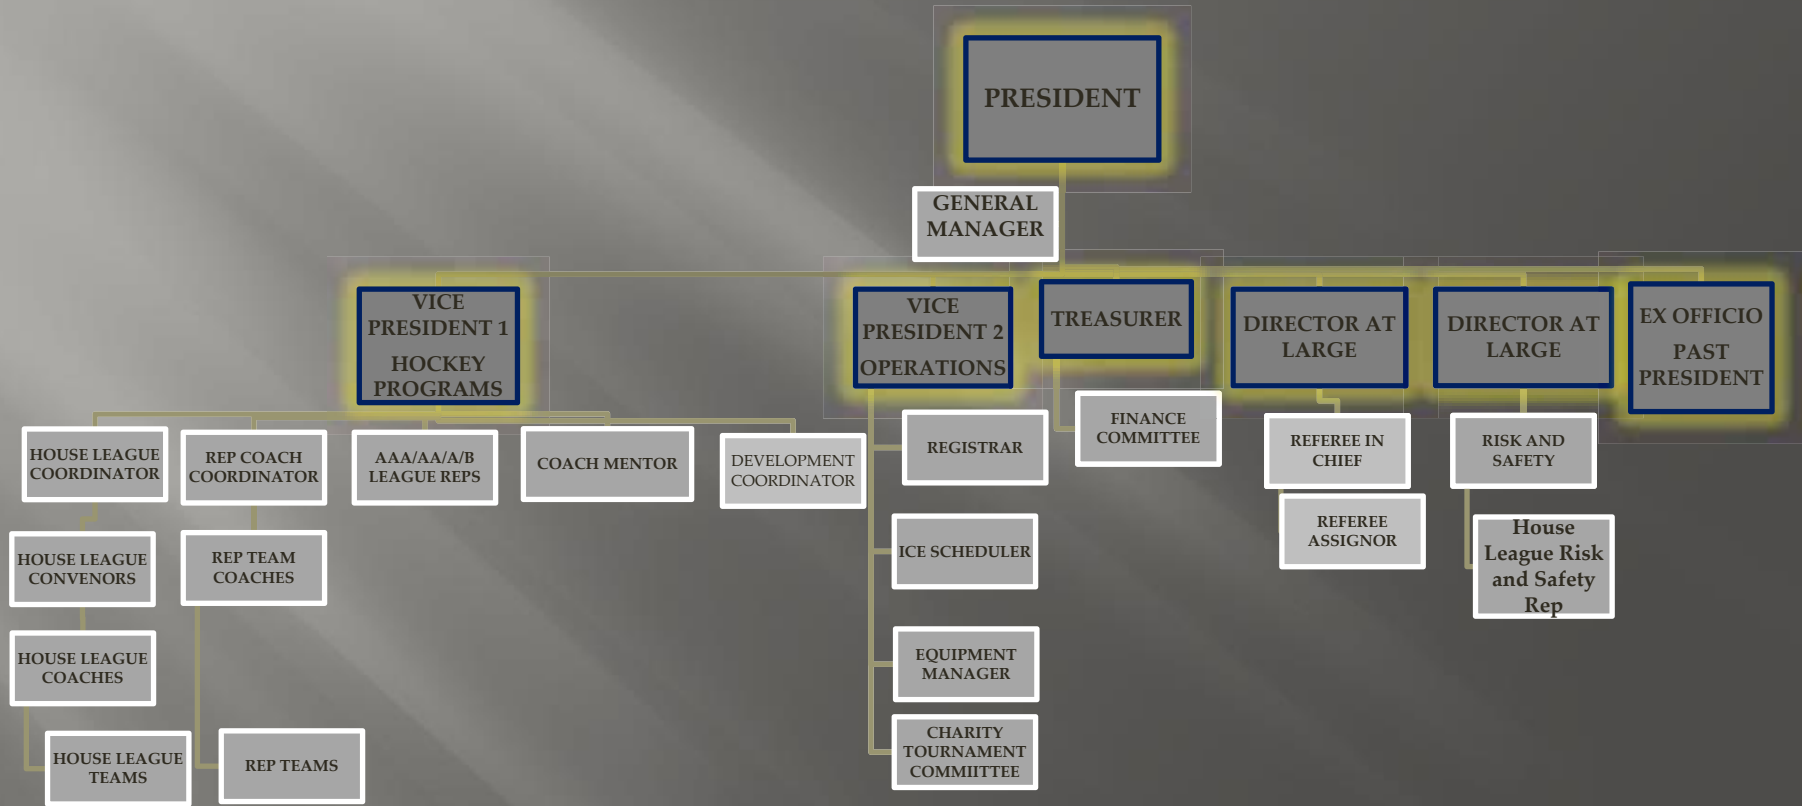 PRESIDENT
GENERAL
MANAGER
VICE
PRESIDENT 1
HOCKEY
PROGRAMS
VICE
PRESIDENT 2
OPERATIONS
TREASURER
DIRECTOR AT
LARGE
DIRECTOR AT
LARGE
EX OFFICIO
PAST
PRESIDENT
HOUSE LEAGUE
COORDINATOR
REP COACH
COORDINATOR
AAA/AA/A/B
LEAGUE REPS
COACH MENTOR
DEVELOPMENT
COORDINATOR
REGISTRAR
FINANCE
COMMITTEE
REFEREE IN
CHIEF
RISK AND
SAFETY
HOUSE LEAGUE
CONVENORS
REP TEAM
COACHES
ICE SCHEDULER
REFEREE
ASSIGNOR
House
League Risk
and Safety
Rep
HOUSE LEAGUE
COACHES
EQUIPMENT
MANAGER
HOUSE LEAGUE
TEAMS
REP TEAMS
CHARITY
TOURNAMENT
COMMIITTEE